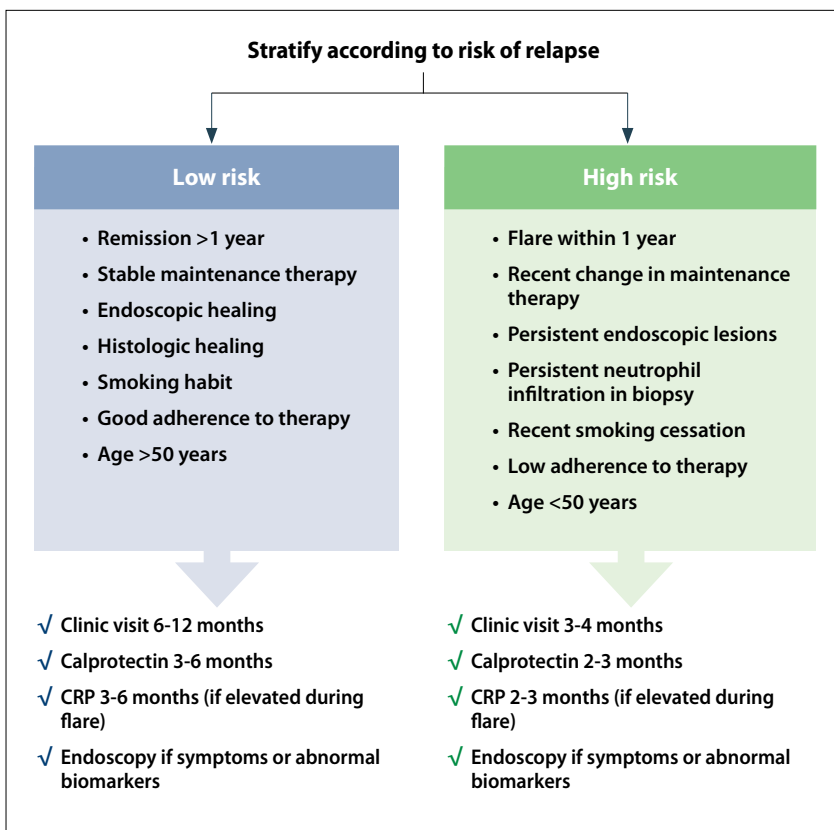 Stratify according to risk of relapse
Low risk
• Remission >1 year
• Stable maintenance therapy
• Endoscopic healing
• Histologic healing
• Smoking habit
• Good adherence to therapy
• Age >50 years
√ Clinic visit 6-12 months
√ Calprotectin 3-6 months
√ CRP 3-6 months (if elevated during
flare)
√ Endoscopy if symptoms or abnormal
biomarkers
High risk
• Flare within 1 year
• Recent change in maintenance
therapy
• Persistent endoscopic lesions
• Persistent neutrophil
infiltration in biopsy
• Recent smoking cessation
• Low adherence to therapy
• Age <50 years
√ Clinic visit 3-4 months
√ Calprotectin 2-3 months
√ CRP 2-3 months (if elevated during
flare)
√ Endoscopy if symptoms or abnormal
biomarkers